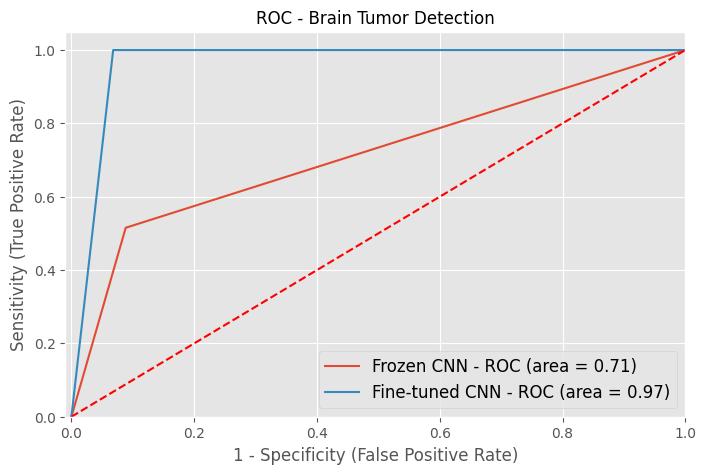 ROC - Brain Tumor Detection
Sensitivity (True Positive Rate)
1.0
0.8
0.6
0.4
0.2
0.0
Frozen CNN - ROC (area = 0.71)
Fine-tuned CNN - ROC (area = 0.97)
0.0 0.2 0.4 0.6 0.8 1.0
1 - Specificity (False Positive Rate)